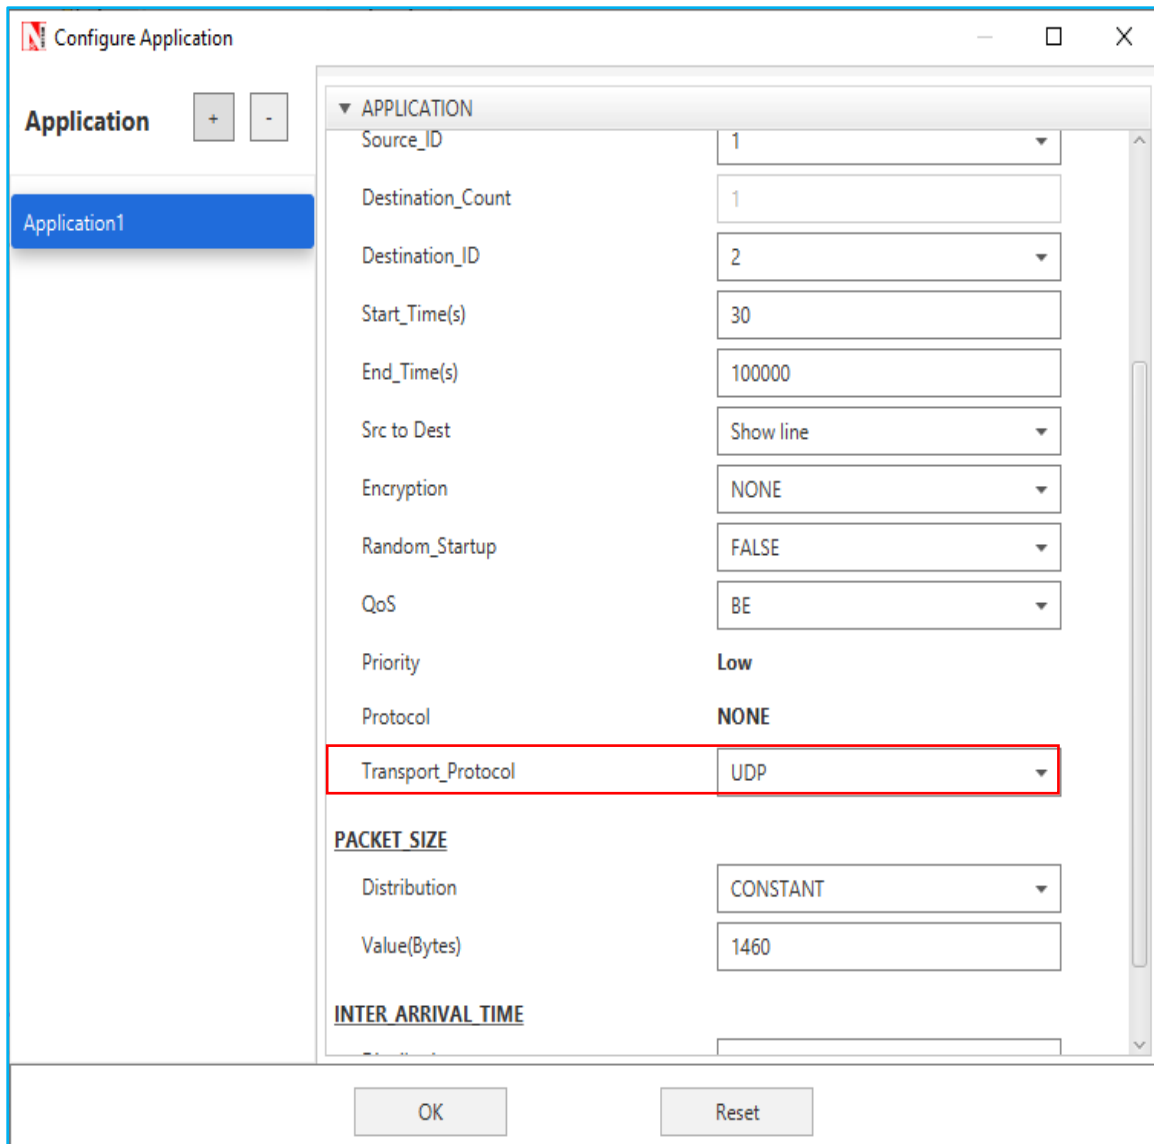 Configure Application
Application + -
Application1
▼ APPLICATION
Source_ID 1
Destination_Count 1
Destination_ID 2
Start_Time(s) 30
End_Time(s) 100000
Src to Dest Show line
Encryption NONE
Random_Startup FALSE
QoS BE
Priority Low
Protocol NONE
Transport_Protocol UDP
PACKET_SIZE
Distribution CONSTANT
Value(Bytes) 1460
INTER_ARRIVAL_TIME
OK Reset